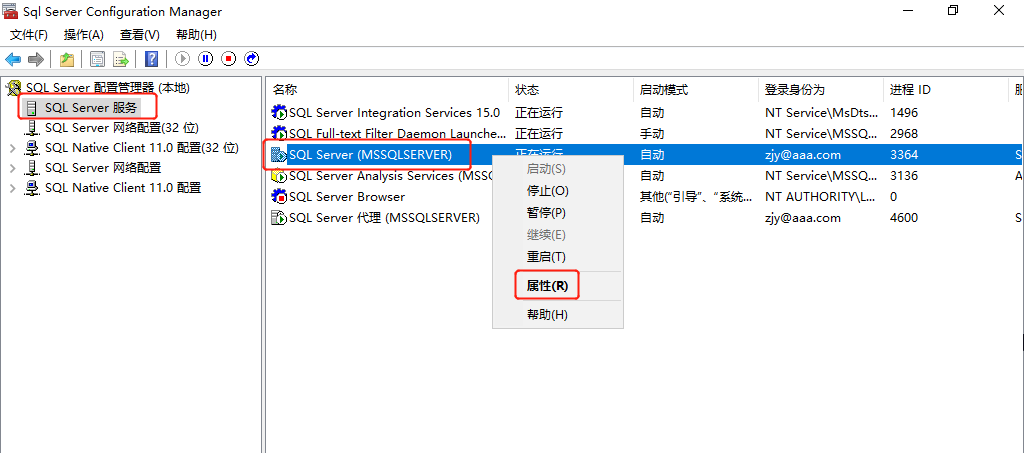 Sql Server Configuration Manager
文件(F) 操作(A) 查看(V) 帮助(H)
SQL Server 配置管理器 (本地)
SQL Server 服务
SQL Server 网络配置(32 位)
SQL Native Client 11.0 配置(32 位)
SQL Server 网络配置
SQL Native Client 11.0 配置
名称 状态 启动模式 登录身份为 进程 ID
SQL Server Integration Services 15.0 正在运行 自动 NT Service\MsDts... 1496
SQL Full-text Filter Daemon Launche... 正在运行 手动 NT Service\MSSQ... 2968
SQL Server (MSSQLSERVER) 正在运行 自动 zjy@aaa.com 3364 S
SQL Server Analysis Services (MSSQ 自动 NT Service\MSSQ... 3136 A
SQL Server Browser 其他("引导"、"系统... NT AUTHORITY\L... 0
SQL Server 代理 (MSSQLSERVER) 自动 zjy@aaa.com 4600 S
启动(S)
停止(O)
暂停(P)
继续(E)
重启(T)
属性(R)
帮助(H)